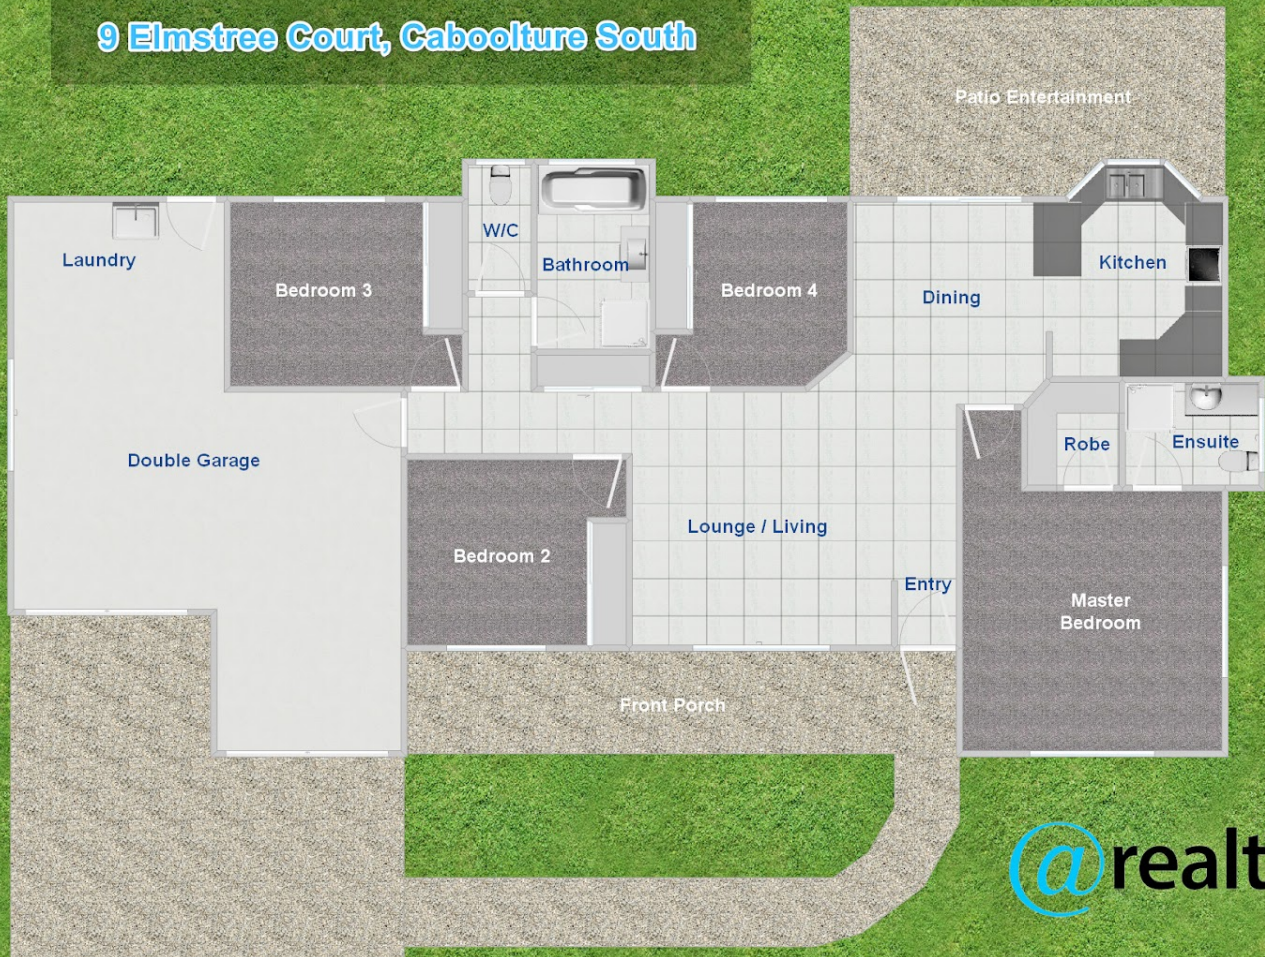 9 Elmstree Court, Caboolture South
Patio Entertainment
W/C
Laundry
Bathroom
Kitchen
Bedroom 3
Bedroom 4
Dining
Double Garage
Robe
Ensuite
Lounge / Living
Bedroom 2
Entry
Master
Bedroom
Front Porch
@realt